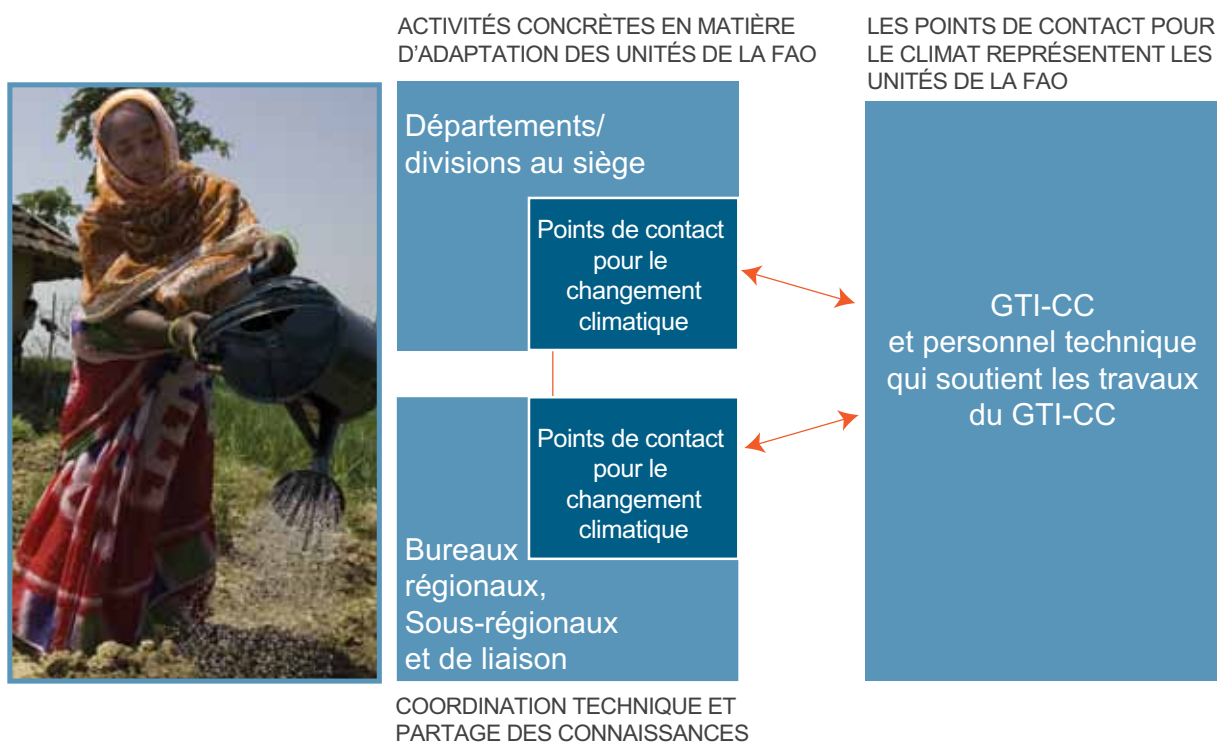 ACTIVITÉS CONCRÈTES EN MATIÈRE
D'ADAPTATION DES UNITÉS DE LA FAO
LES POINTS DE CONTACT POUR
LE CLIMAT REPRÉSENTENT LES
UNITÉS DE LA FAO
Départements/
divisions au siège
Points de contact
pour le
changement
climatique
GTI-CC
et personnel technique
qui soutient les travaux
du GTI-CC
Points de contact
pour le
changement
climatique
Bureaux
régionaux,
Sous-régionaux
et de liaison
COORDINATION TECHNIQUE ET
PARTAGE DES CONNAISSANCES